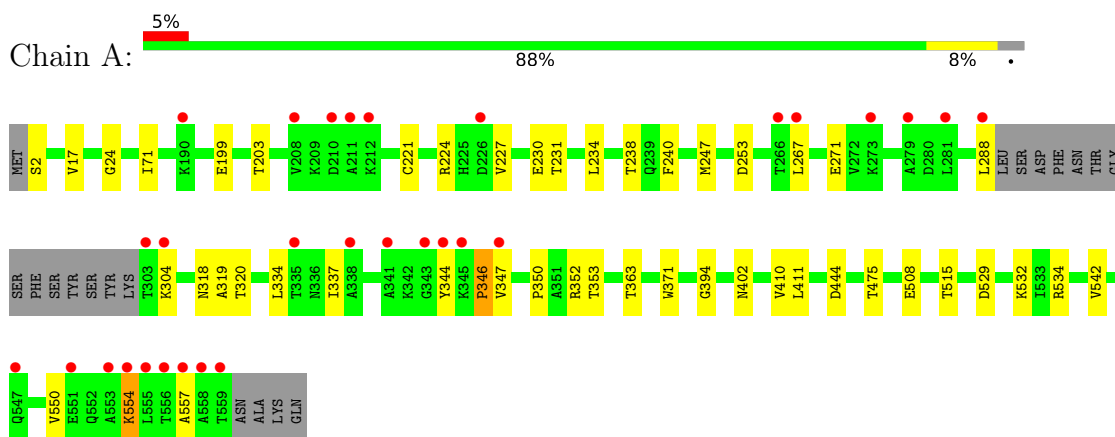 5%
Chain A:
88% 8% •
MET S2 V17 G24 I71 K190 E199 T203 V208 K209 D210 A211 K212 C221 R224 H225 D226 V227 E230 T231 L234 T238 Q239 F240 M247 D253 T266 L267 E271 V272 K273 A279 D280 L281 L288 LEU SER ASP PHE ASN THR GLY
SER PHE SER TYR SER TYR LYS T303 K304 N318 A319 T320 L334 T335 N336 I337 A338 A341 K342 G343 Y344 K345 P346 V347 P350 A351 R352 T353 T363 W371 G394 N402 V410 L411 D444 T475 E508 T515 D529 K532 I533 R534 V542
Q547 V550 E551 Q552 A553 K554 L555 T556 A557 A558 T559 ASN ALA LYS GLN